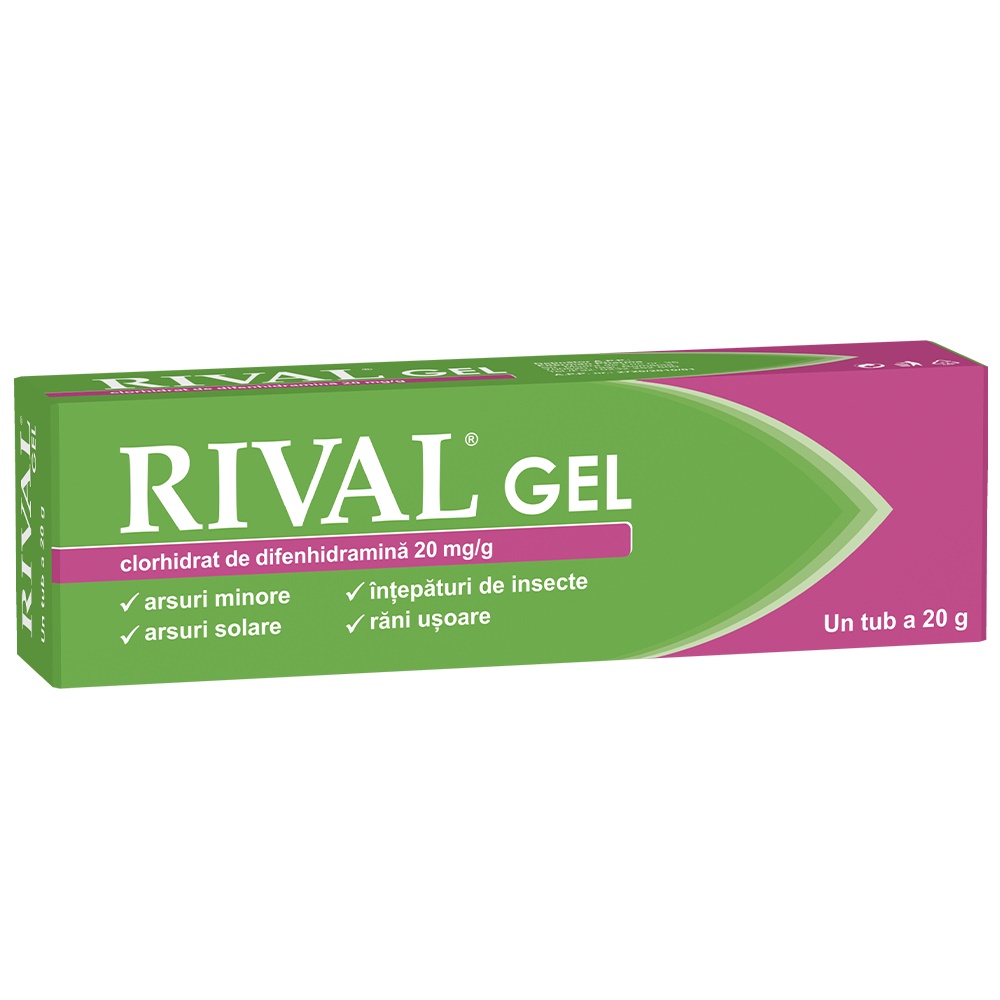 RIVAL® GEL
clorhidrat de difenhidramină 20 mg/g
RIVAL® GEL
Un tub a 20 g
RIVAL® GEL
clorhidrat de difenhidramină 20 mg/g
✓ arsuri minore
✓ arsuri solare
✓ înțepături de insecte
✓ răni ușoare
Un tub a 20 g